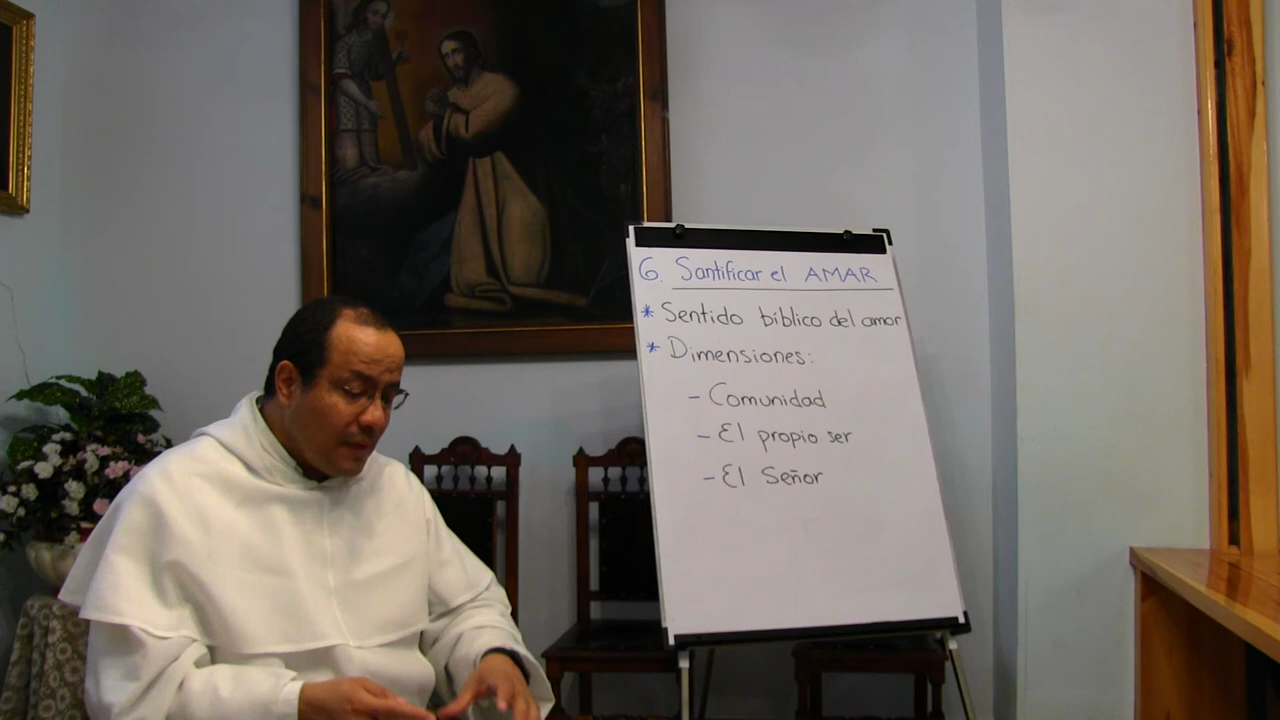 6. Santificar el AMAR
* Sentido bíblico del amor
* Dimensiones:
- Comunidad
- El propio ser
- El Señor